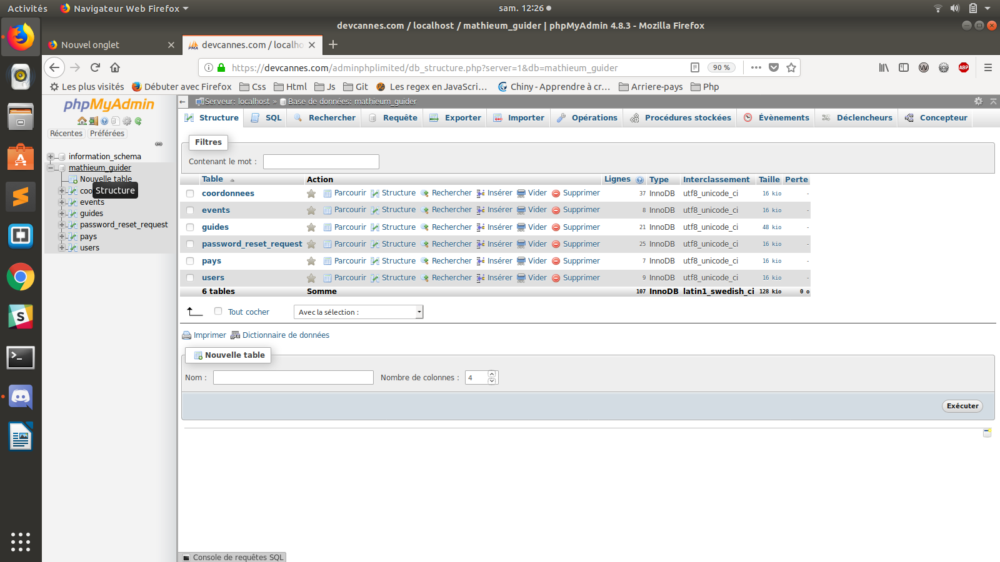 Activités Navigateur Web Firefox sam. 12:26
devcannes.com / localhost / mathieum_guider | phpMyAdmin 4.8.3 - Mozilla Firefox
Nouvel onglet devcannes.com / localho
https://devcannes.com/adminphplimited/db_structure.php?server=1&db=mathieum_guider 90 % ABP
Les plus visités Débuter avec Firefox Css Html Js Git Les regex en JavaScri… Chiny - Apprendre à cr… Arriere-pays Php
phpMyAdmin
Récentes Préférées
information_schema
mathieum_guider
Nouvelle table
coo
Structure
events
guides
password_reset_request
pays
users
Serveur: localhost » Base de données: mathieum_guider
Structure SQL Rechercher Requête Exporter Importer Opérations Procédures stockées Évènements Déclencheurs Concepteur
Filtres
Contenant le mot :
Table Action Lignes Type Interclassement Taille Perte
coordonnees Parcourir Structure Rechercher Insérer Vider Supprimer 37 InnoDB utf8_unicode_ci 16 kio -
events Parcourir Structure Rechercher Insérer Vider Supprimer 8 InnoDB utf8_unicode_ci 16 kio -
guides Parcourir Structure Rechercher Insérer Vider Supprimer 21 InnoDB utf8_unicode_ci 48 kio -
password_reset_request Parcourir Structure Rechercher Insérer Vider Supprimer 25 InnoDB utf8_unicode_ci 16 kio -
pays Parcourir Structure Rechercher Insérer Vider Supprimer 7 InnoDB utf8_unicode_ci 16 kio -
users Parcourir Structure Rechercher Insérer Vider Supprimer 9 InnoDB utf8_unicode_ci 16 kio -
6 tables Somme 107 InnoDB latin1_swedish_ci 128 kio 0 o
Tout cocher Avec la sélection :
Imprimer Dictionnaire de données
Nouvelle table
Nom : Nombre de colonnes : 4
Exécuter
Console de requêtes SQL